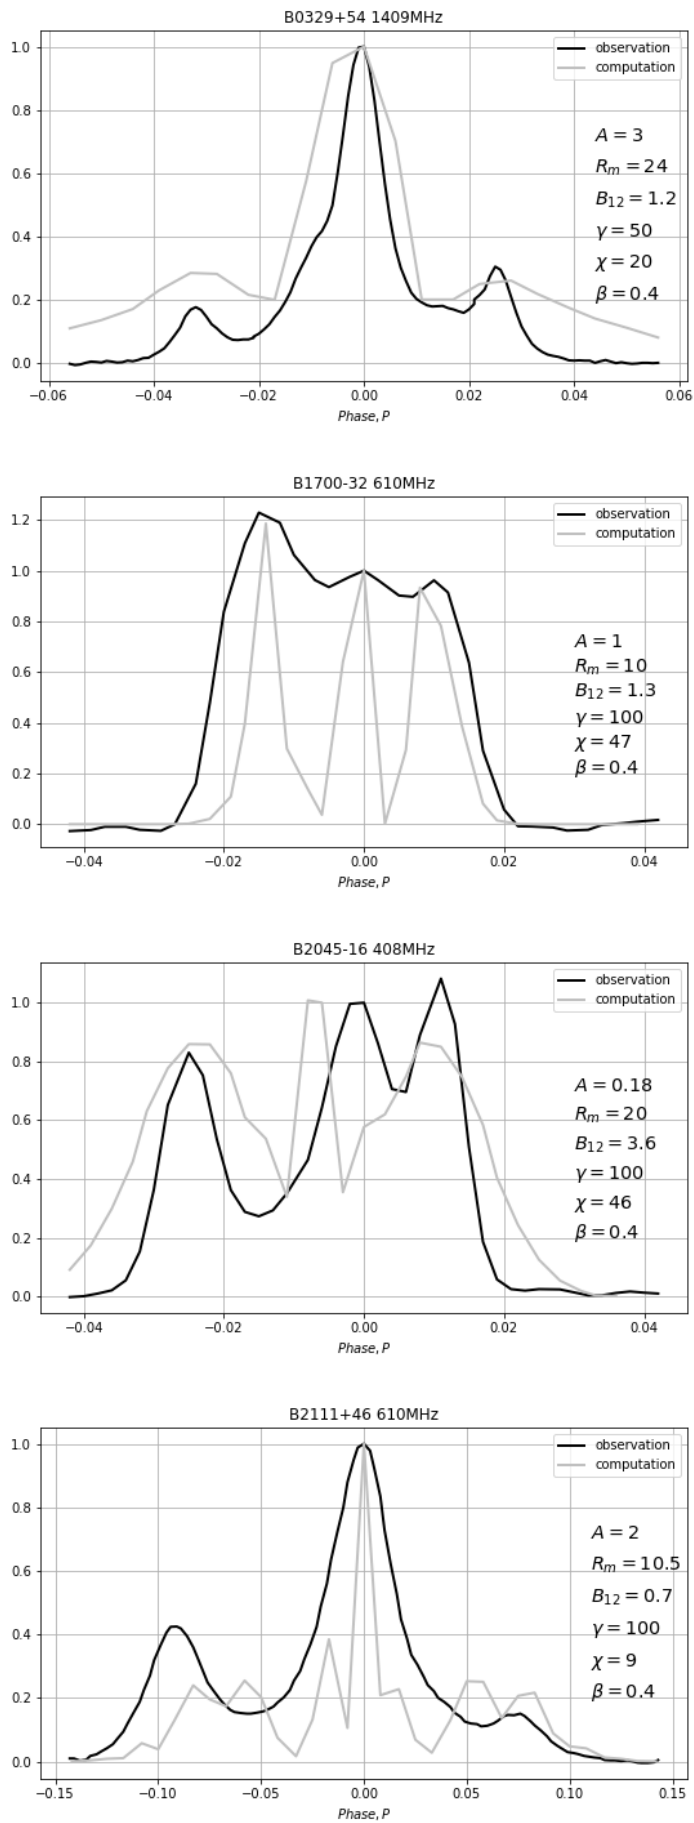 B0329+54 1409MHz
1.0
0.8
0.6
0.4
0.2
0.0
observation
computation
A = 3
R_m = 24
B_12 = 1.2
γ = 50
χ = 20
β = 0.4
−0.06 −0.04 −0.02 0.00 0.02 0.04 0.06
Phase, P
B1700-32 610MHz
1.2
1.0
0.8
0.6
0.4
0.2
0.0
observation
computation
A = 1
R_m = 10
B_12 = 1.3
γ = 100
χ = 47
β = 0.4
−0.04 −0.02 0.00 0.02 0.04
Phase, P
B2045-16 408MHz
1.0
0.8
0.6
0.4
0.2
0.0
observation
computation
A = 0.18
R_m = 20
B_12 = 3.6
γ = 100
χ = 46
β = 0.4
−0.04 −0.02 0.00 0.02 0.04
Phase, P
B2111+46 610MHz
1.0
0.8
0.6
0.4
0.2
0.0
observation
computation
A = 2
R_m = 10.5
B_12 = 0.7
γ = 100
χ = 9
β = 0.4
−0.15 −0.10 −0.05 0.00 0.05 0.10 0.15
Phase, P